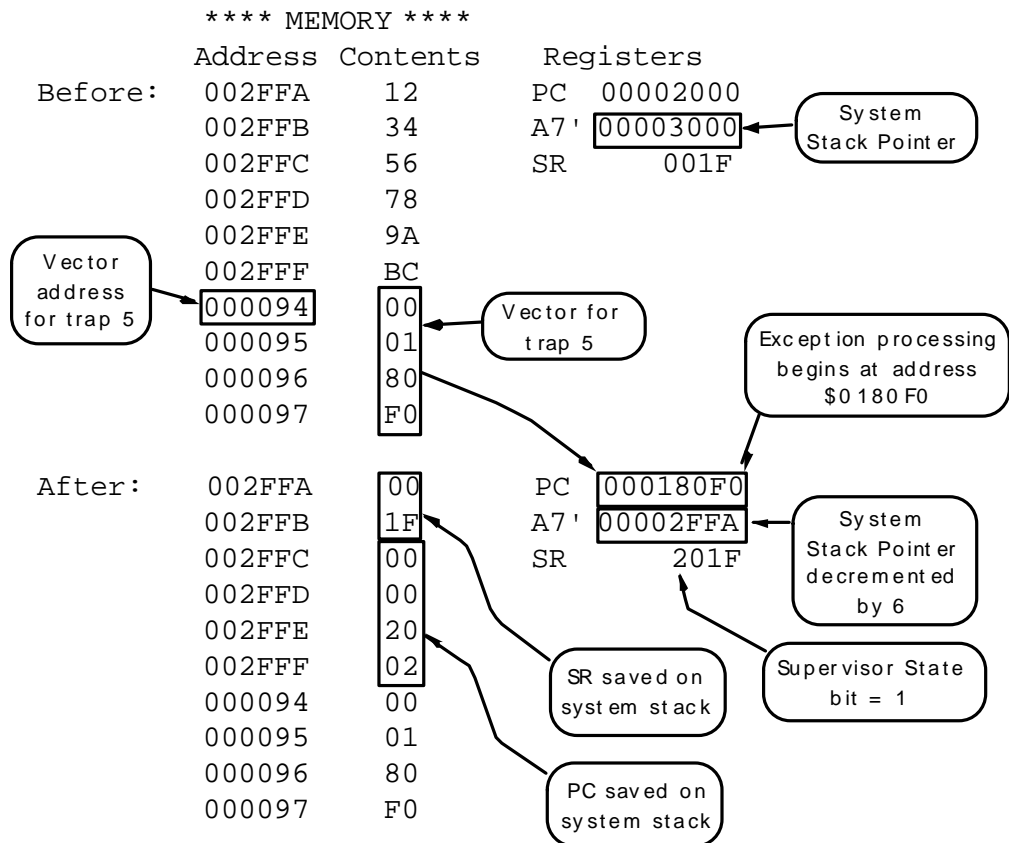 **** MEMORY ****
Address Contents Registers
Before: 002FFA 12 PC 00002000
002FFB 34 A7' 00003000
002FFC 56 SR 001F
002FFD 78
002FFE 9A
002FFF BC
000094 00
000095 01
000096 80
000097 F0
System
Stack Pointer
Vector
address
for trap 5
Vector for
trap 5
Exception processing
begins at address
$0180F0
After: 002FFA 00 PC 000180F0
002FFB 1F A7' 00002FFA
002FFC 00 SR 201F
002FFD 00
002FFE 20
002FFF 02
000094 00
000095 01
000096 80
000097 F0
System
Stack Pointer
decremented
by 6
SR saved on
system stack
Supervisor State
bit = 1
PC saved on
system stack